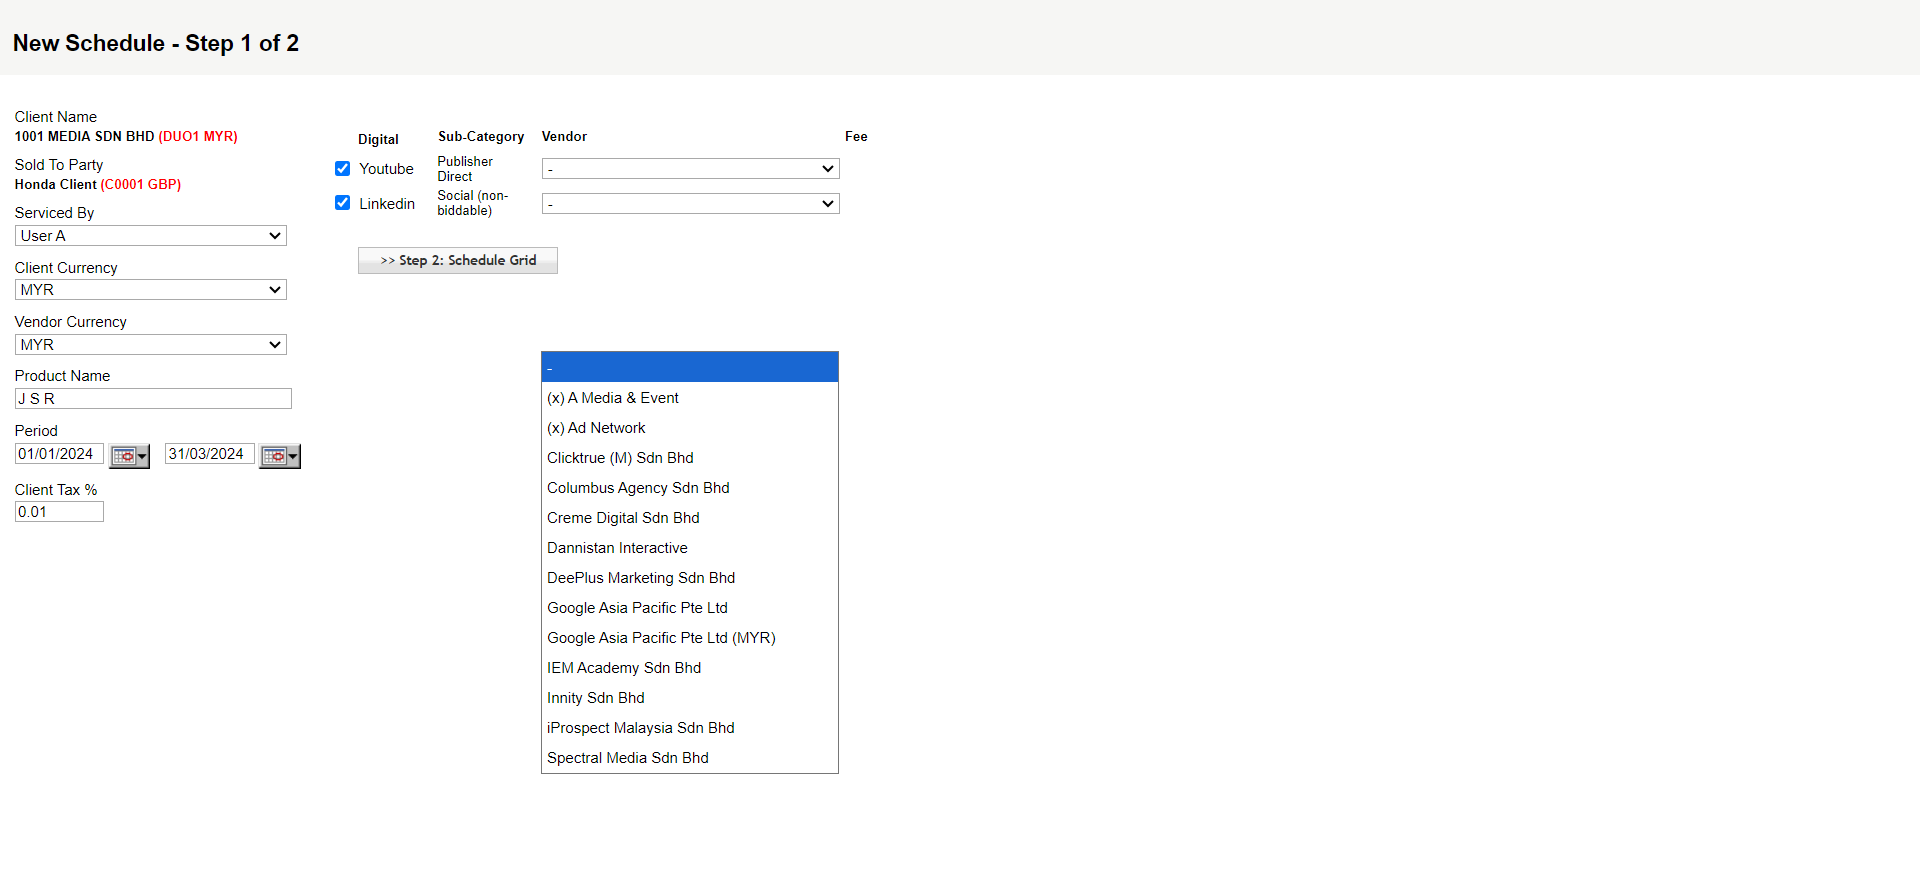 New Schedule - Step 1 of 2
Client Name
1001 MEDIA SDN BHD (DUO1 MYR)
Sold To Party
Honda Client (C0001 GBP)
Serviced By
User A
Client Currency
MYR
Vendor Currency
MYR
Product Name
J S R
Period
01/01/2024 31/03/2024
Client Tax %
0.01
Digital Sub-Category Vendor Fee
Youtube Publisher Direct -
Linkedin Social (non-biddable) -
>> Step 2: Schedule Grid
-
(x) A Media & Event
(x) Ad Network
Clicktrue (M) Sdn Bhd
Columbus Agency Sdn Bhd
Creme Digital Sdn Bhd
Dannistan Interactive
DeePlus Marketing Sdn Bhd
Google Asia Pacific Pte Ltd
Google Asia Pacific Pte Ltd (MYR)
IEM Academy Sdn Bhd
Innity Sdn Bhd
iProspect Malaysia Sdn Bhd
Spectral Media Sdn Bhd